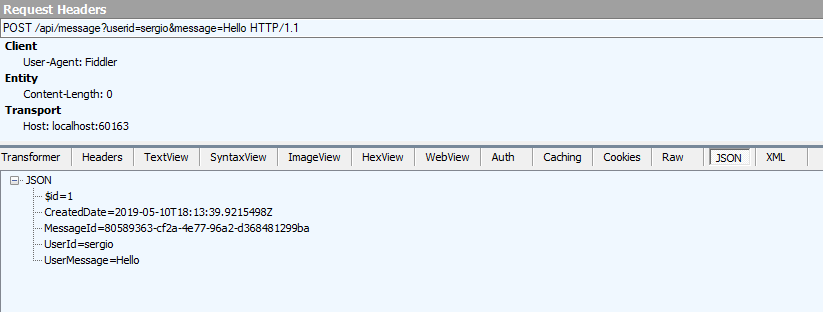 Request Headers
POST /api/message?userid=sergio&message=Hello HTTP/1.1
Client
User-Agent: Fiddler
Entity
Content-Length: 0
Transport
Host: localhost:60163
Transformer Headers TextView SyntaxView ImageView HexView WebView Auth Caching Cookies Raw JSON XML
JSON
$id=1
CreatedDate=2019-05-10T18:13:39.9215498Z
MessageId=80589363-cf2a-4e77-96a2-d368481299ba
UserId=sergio
UserMessage=Hello